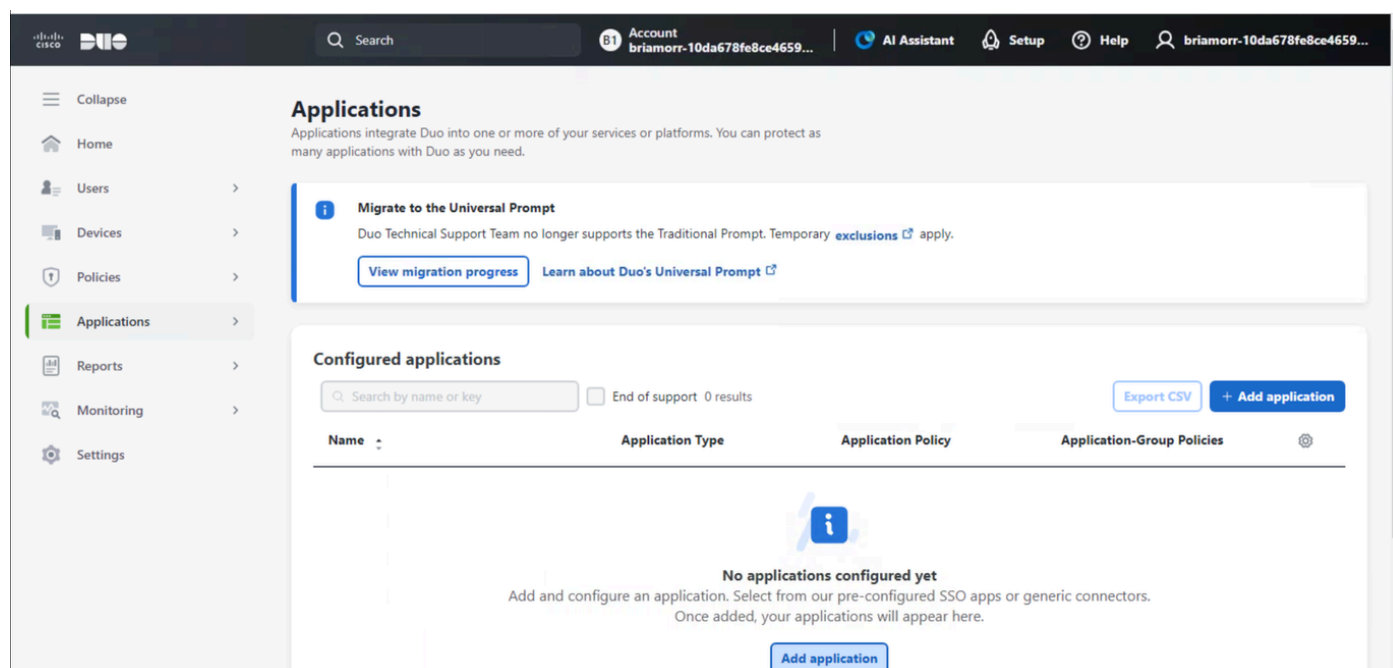 CISCO DUO
Search
B1 Account
briamorr-10da678fe8ce4659...
AI Assistant
Setup
Help
briamorr-10da678fe8ce4659...
Collapse
Home
Users
Devices
Policies
Applications
Reports
Monitoring
Settings
Applications
Applications integrate Duo into one or more of your services or platforms. You can protect as
many applications with Duo as you need.
Migrate to the Universal Prompt
Duo Technical Support Team no longer supports the Traditional Prompt. Temporary exclusions apply.
View migration progress Learn about Duo's Universal Prompt
Configured applications
Search by name or key End of support 0 results Export CSV + Add application
Name Application Type Application Policy Application-Group Policies
No applications configured yet
Add and configure an application. Select from our pre-configured SSO apps or generic connectors.
Once added, your applications will appear here.
Add application